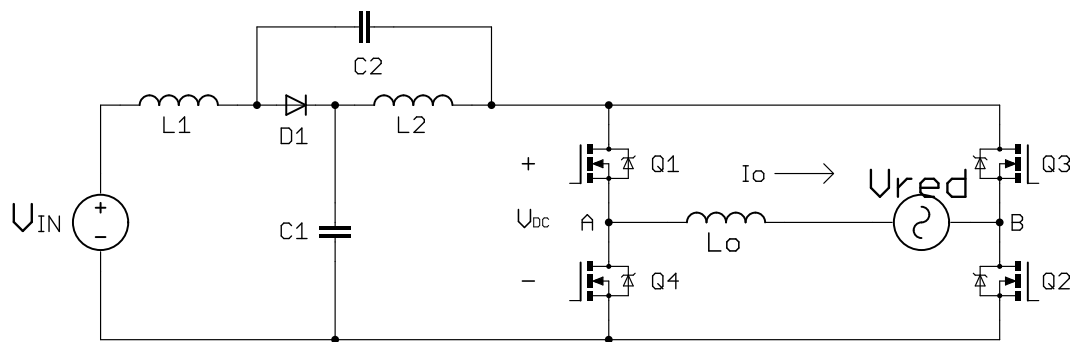 C2
L1
D1
L2
+
Q1
Io
Vred
Q3
VIN
+
−
C1
VDC
A
Lo
B
−
Q4
Q2